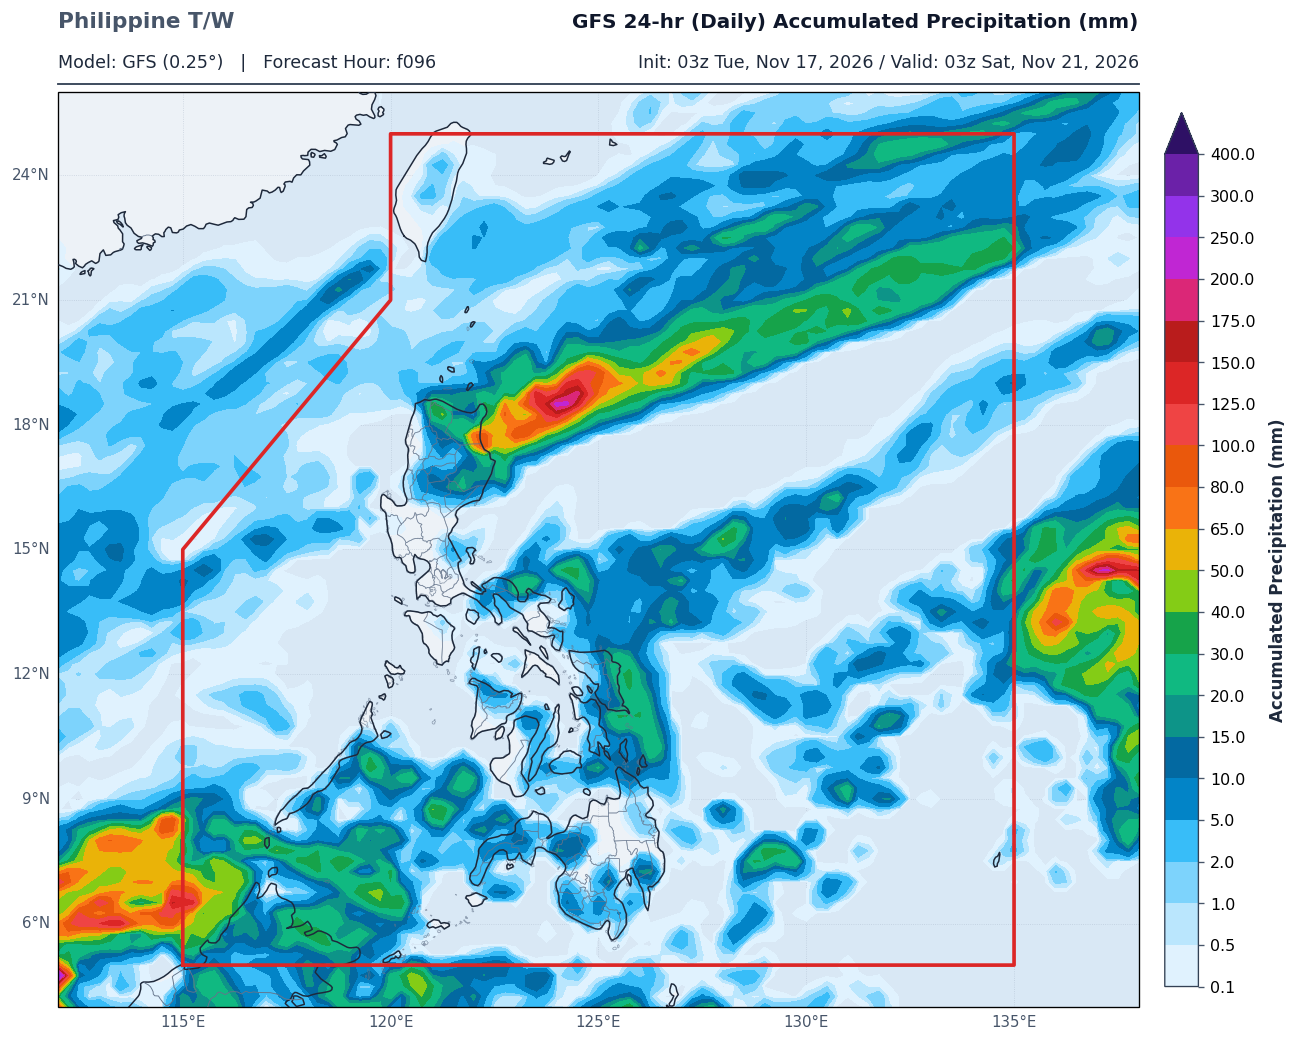 Philippine T/W
GFS 24-hr (Daily) Accumulated Precipitation (mm)
Model: GFS (0.25°)   |   Forecast Hour: f096
Init: 03z Tue, Nov 17, 2026 / Valid: 03z Sat, Nov 21, 2026
24°N
21°N
18°N
15°N
12°N
9°N
6°N
115°E
120°E
125°E
130°E
135°E
400.0
300.0
250.0
200.0
175.0
150.0
125.0
100.0
80.0
65.0
50.0
40.0
30.0
20.0
15.0
10.0
5.0
2.0
1.0
0.5
0.1
Accumulated Precipitation (mm)